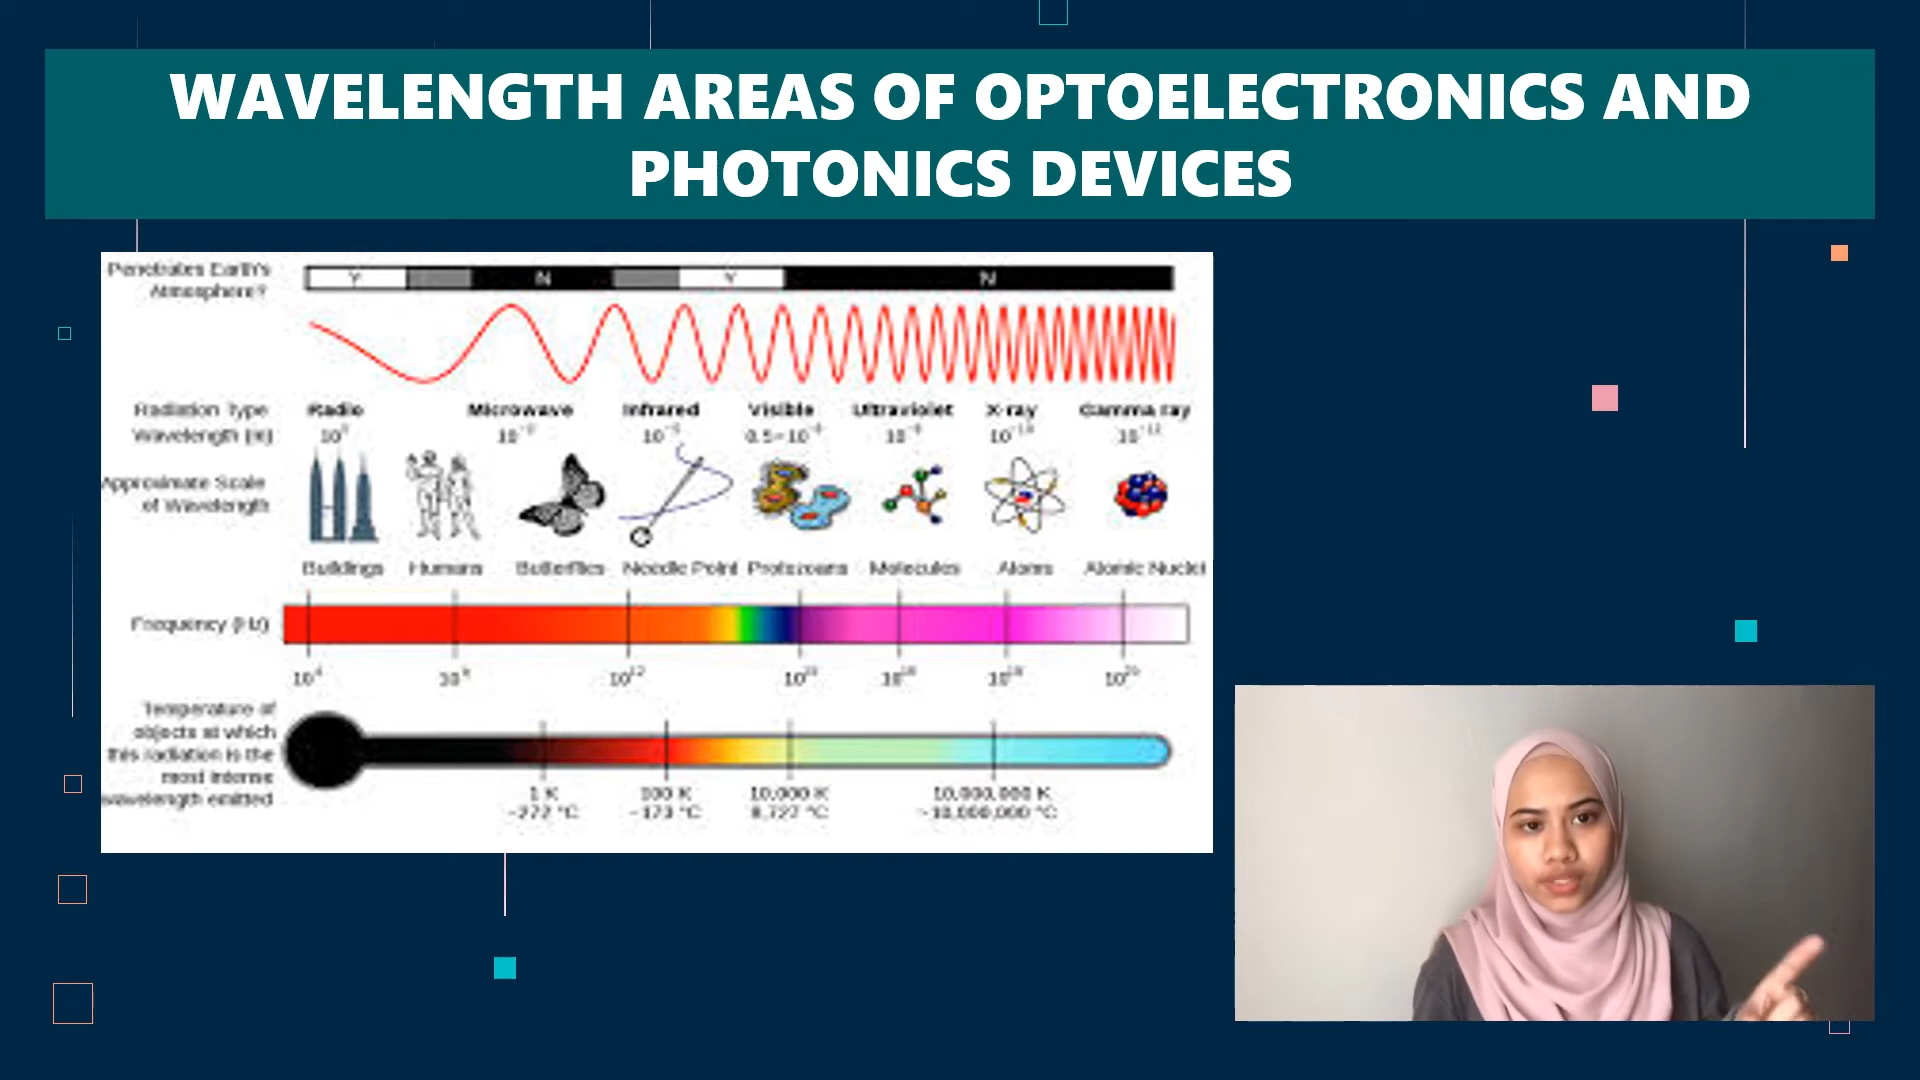 WAVELENGTH AREAS OF OPTOELECTRONICS AND
PHOTONICS DEVICES
Penetrates Earth's
Atmosphere?
Y N Y N
Radiation Type
Radio Microwave Infrared Visible Ultraviolet X-ray Gamma ray
Wavelength (m)
Approximate Scale
of Wavelength
Buildings Humans Butterflies Needle Point Protozoans Molecules Atoms Atomic Nuclei
Frequency (Hz)
Temperature of
objects at which
this radiation is the
most intense
wavelength emitted
1 K 100 K 10,000 K 10,000,000 K
−272 °C −173 °C 9,727 °C ~10,000,000 °C